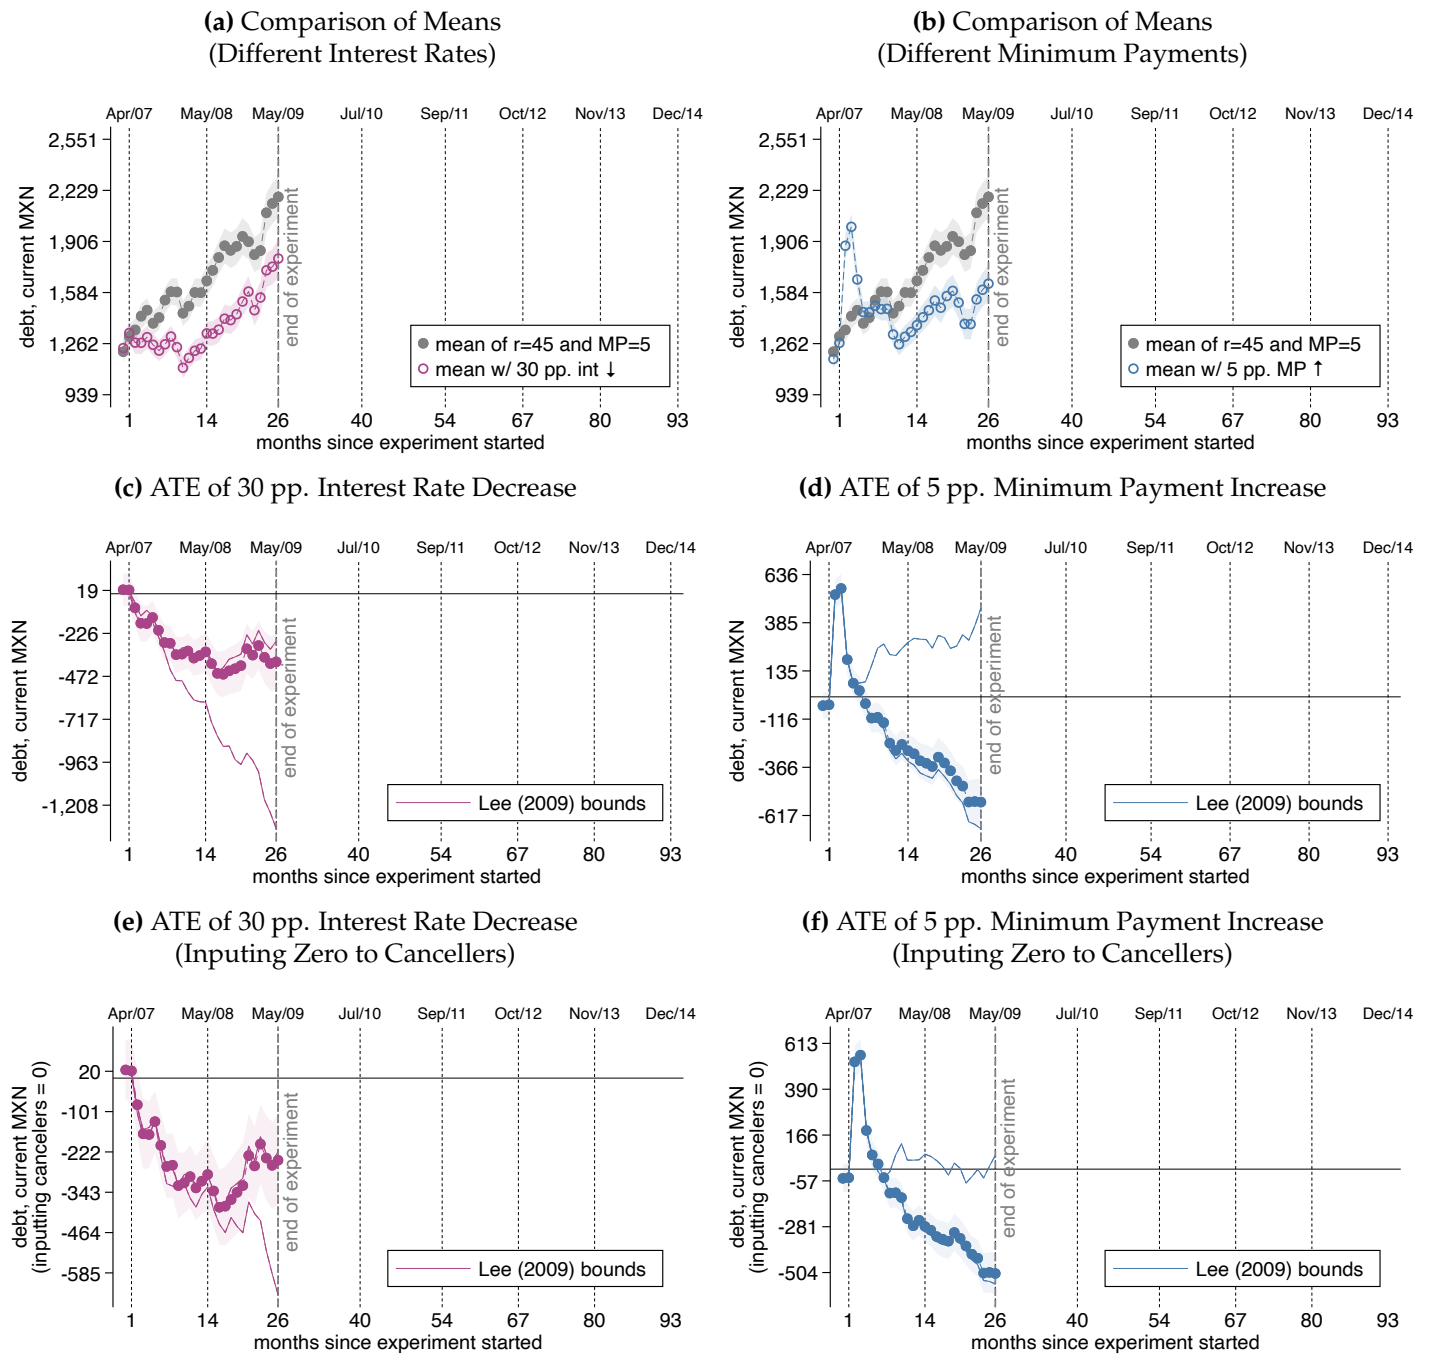 (a) Comparison of Means
(Different Interest Rates)
Apr/07 May/08 May/09 Jul/10 Sep/11 Oct/12 Nov/13 Dec/14
debt, current MXN
2,551
2,229
1,906
1,584
1,262
939
end of experiment
mean of r=45 and MP=5
mean w/ 30 pp. int ↓
1 14 26 40 54 67 80 93
months since experiment started
(b) Comparison of Means
(Different Minimum Payments)
Apr/07 May/08 May/09 Jul/10 Sep/11 Oct/12 Nov/13 Dec/14
debt, current MXN
2,551
2,229
1,906
1,584
1,262
939
end of experiment
mean of r=45 and MP=5
mean w/ 5 pp. MP ↑
1 14 26 40 54 67 80 93
months since experiment started
(c) ATE of 30 pp. Interest Rate Decrease
Apr/07 May/08 May/09 Jul/10 Sep/11 Oct/12 Nov/13 Dec/14
debt, current MXN
19
-226
-472
-717
-963
-1,208
end of experiment
Lee (2009) bounds
1 14 26 40 54 67 80 93
months since experiment started
(d) ATE of 5 pp. Minimum Payment Increase
Apr/07 May/08 May/09 Jul/10 Sep/11 Oct/12 Nov/13 Dec/14
debt, current MXN
636
385
135
-116
-366
-617
end of experiment
Lee (2009) bounds
1 14 26 40 54 67 80 93
months since experiment started
(e) ATE of 30 pp. Interest Rate Decrease
(Inputing Zero to Cancellers)
Apr/07 May/08 May/09 Jul/10 Sep/11 Oct/12 Nov/13 Dec/14
debt, current MXN
(inputting cancelers = 0)
20
-101
-222
-343
-464
-585
end of experiment
Lee (2009) bounds
1 14 26 40 54 67 80 93
months since experiment started
(f) ATE of 5 pp. Minimum Payment Increase
(Inputing Zero to Cancellers)
Apr/07 May/08 May/09 Jul/10 Sep/11 Oct/12 Nov/13 Dec/14
debt, current MXN
(inputting cancelers = 0)
613
390
166
-57
-281
-504
end of experiment
Lee (2009) bounds
1 14 26 40 54 67 80 93
months since experiment started